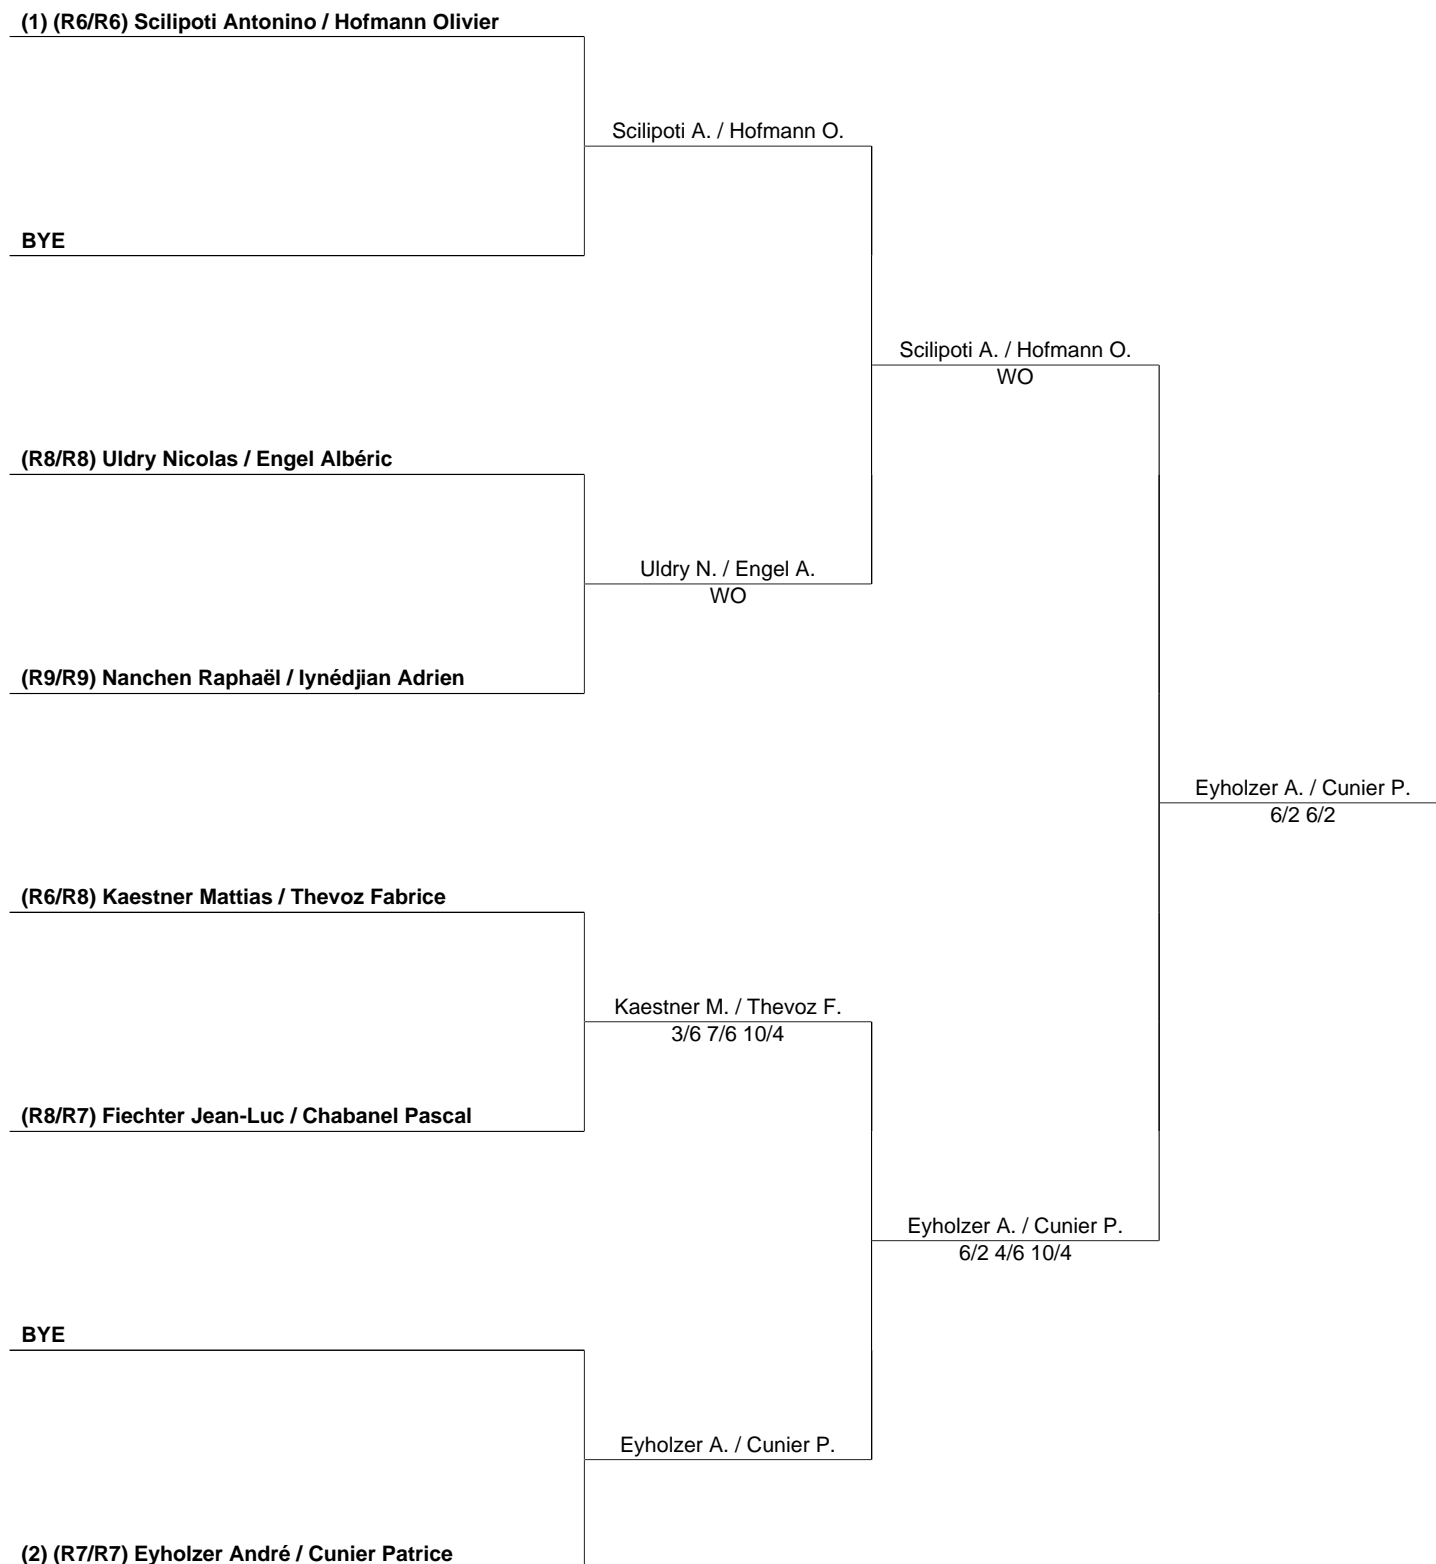 (1) (R6/R6) Scilipoti Antonino / Hofmann Olivier
Scilipoti A. / Hofmann O.
BYE
Scilipoti A. / Hofmann O.
WO
(R8/R8) Uldry Nicolas / Engel Albéric
Uldry N. / Engel A.
WO
(R9/R9) Nanchen Raphaël / Iynédjian Adrien
Eyholzer A. / Cunier P.
6/2 6/2
(R6/R8) Kaestner Mattias / Thevoz Fabrice
Kaestner M. / Thevoz F.
3/6 7/6 10/4
(R8/R7) Fiechter Jean-Luc / Chabanel Pascal
Eyholzer A. / Cunier P.
6/2 4/6 10/4
BYE
Eyholzer A. / Cunier P.
(2) (R7/R7) Eyholzer André / Cunier Patrice